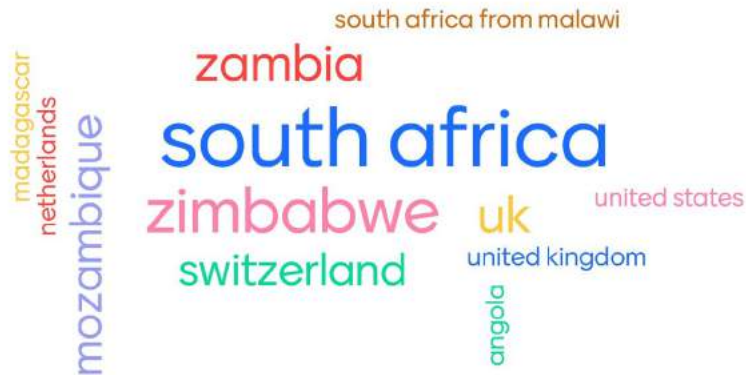 south africa from malawi
zambia
madagascar
netherlands
mozambique
south africa
zimbabwe
uk
united states
switzerland
united kingdom
angola